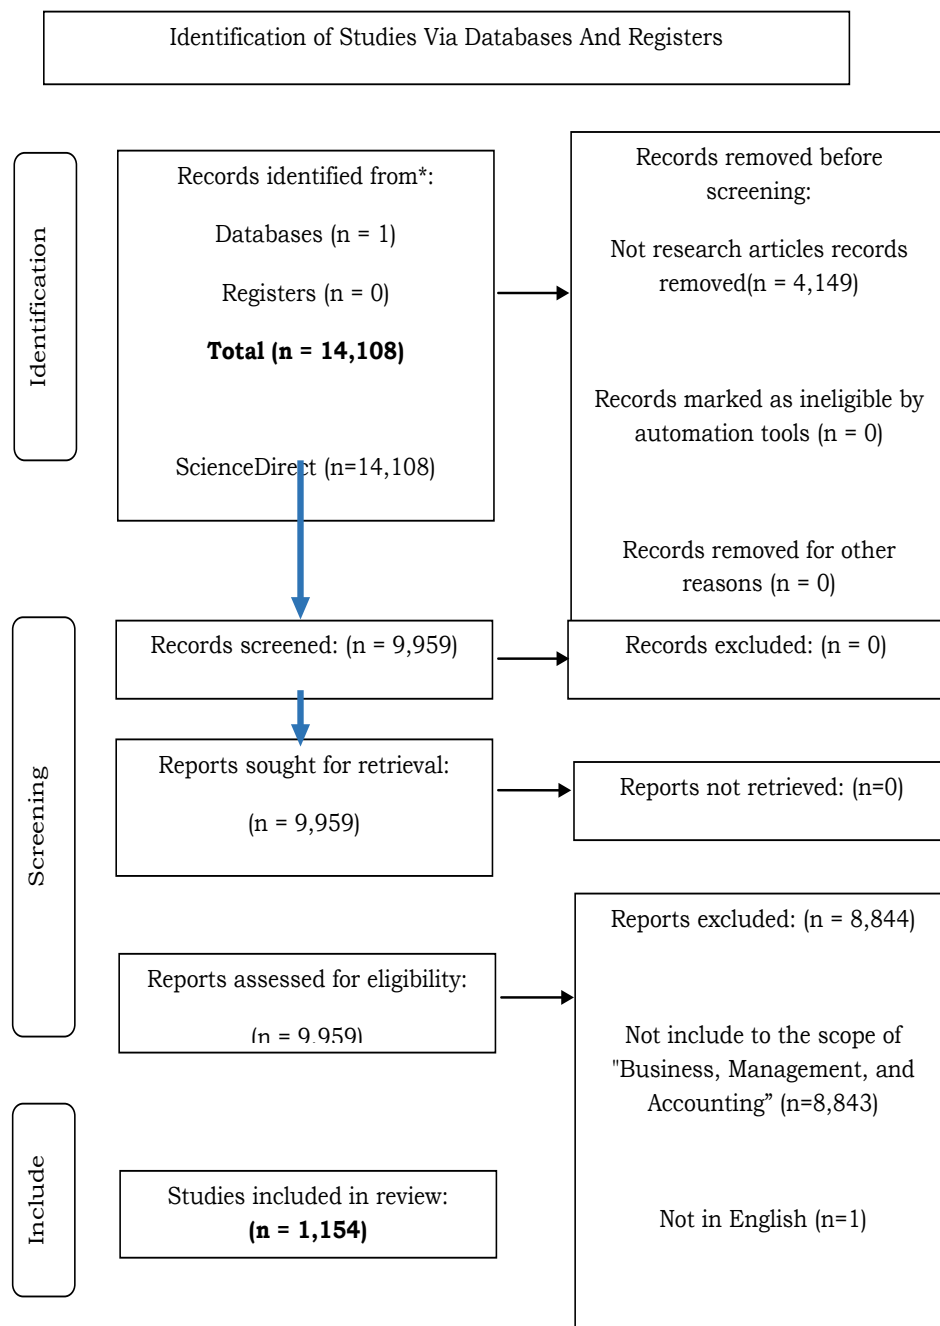 Identification of Studies Via Databases And Registers
Identification
Records identified from*:
Databases (n = 1)
Registers (n = 0)
Total (n = 14,108)
ScienceDirect (n=14,108)
Records removed before
screening:
Not research articles records
removed(n = 4,149)
Records marked as ineligible by
automation tools (n = 0)
Records removed for other
reasons (n = 0)
Screening
Records screened: (n = 9,959)
Records excluded: (n = 0)
Reports sought for retrieval:
(n = 9,959)
Reports not retrieved: (n=0)
Reports assessed for eligibility:
(n = 9,959)
Reports excluded: (n = 8,844)
Not include to the scope of
"Business, Management, and
Accounting” (n=8,843)
Not in English (n=1)
Include
Studies included in review:
(n = 1,154)